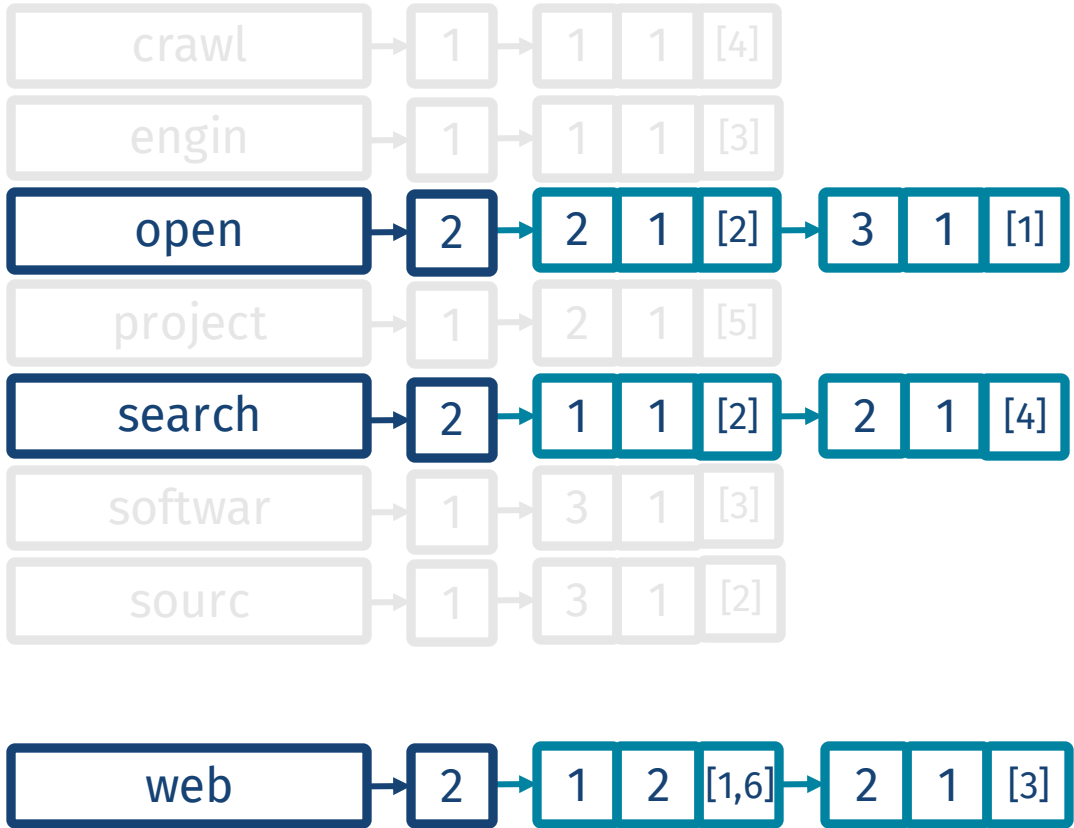 crawl 1 1 1 [4]
engin 1 1 1 [3]
open 2 2 1 [2] 3 1 [1]
project 1 2 1 [5]
search 2 1 1 [2] 2 1 [4]
softwar 1 3 1 [3]
sourc 1 3 1 [2]
web 2 1 2 [1,6] 2 1 [3]